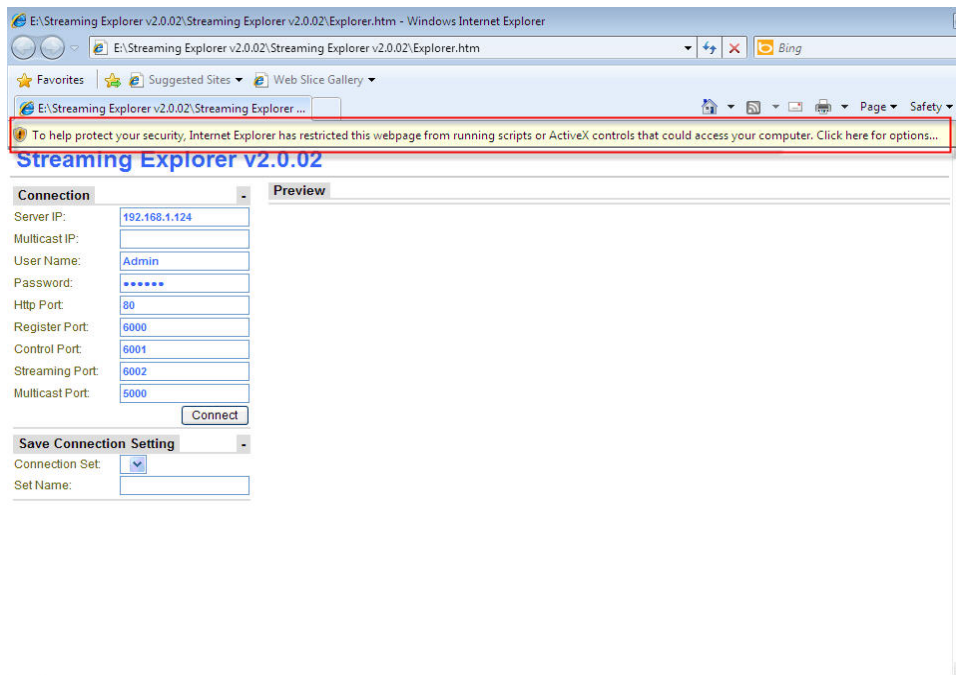 E:\Streaming Explorer v2.0.02\Streaming Explorer v2.0.02\Explorer.htm - Windows Internet Explorer
E:\Streaming Explorer v2.0.02\Streaming Explorer v2.0.02\Explorer.htm
Bing
Favorites
Suggested Sites
Web Slice Gallery
E:\Streaming Explorer v2.0.02\Streaming Explorer ...
Page
Safety
To help protect your security, Internet Explorer has restricted this webpage from running scripts or ActiveX controls that could access your computer. Click here for options...
Streaming Explorer v2.0.02
Connection -
Server IP: 192.168.1.124
Multicast IP:
User Name: Admin
Password: ●●●●●●
Http Port: 80
Register Port: 6000
Control Port: 6001
Streaming Port: 6002
Multicast Port: 5000
Connect
Save Connection Setting -
Connection Set:
Set Name:
Preview